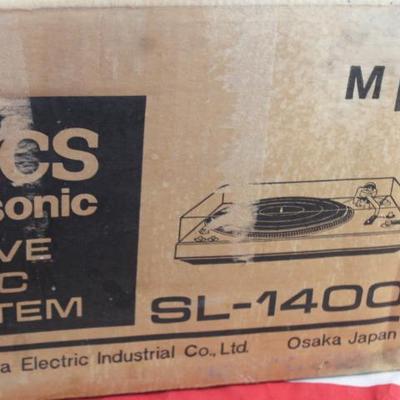 CS M
sonic
VE
C
TEM SL-1400
a Electric Industrial Co., Ltd. Osaka Japan